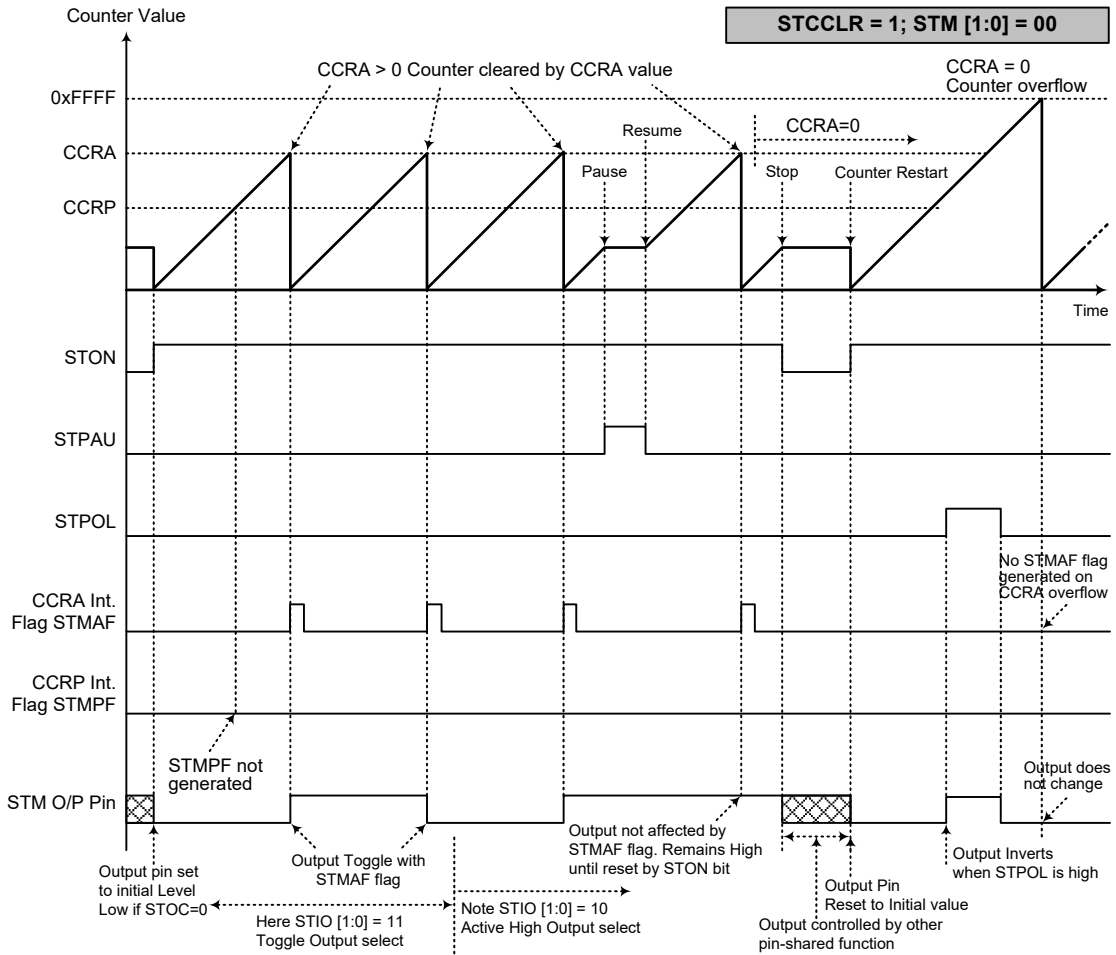 Counter Value
STCCLR = 1; STM [1:0] = 00
CCRA > 0 Counter cleared by CCRA value
CCRA = 0
Counter overflow
0xFFFF
CCRA
CCRP
Resume
CCRA=0
Pause
Stop
Counter Restart
Time
STON
STPAU
STPOL
No STMAF flag
generated on
CCRA overflow
CCRA Int.
Flag STMAF
CCRP Int.
Flag STMPF
STMPF not
generated
STM O/P Pin
Output does
not change
Output pin set
to initial Level
Low if STOC=0
Output Toggle with
STMAF flag
Here STIO [1:0] = 11
Toggle Output select
Note STIO [1:0] = 10
Active High Output select
Output not affected by
STMAF flag. Remains High
until reset by STON bit
Output Pin
Reset to Initial value
Output controlled by other
pin-shared function
Output Inverts
when STPOL is high